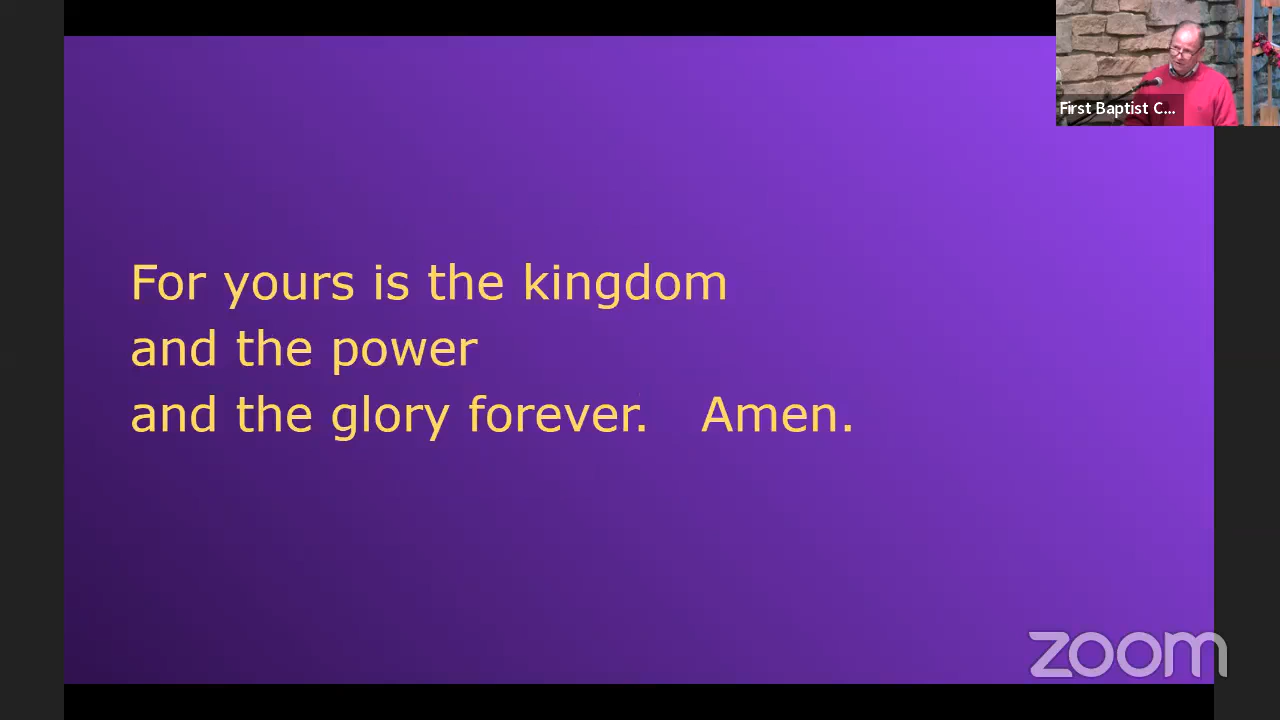 First Baptist C...
For yours is the kingdom
and the power
and the glory forever. Amen.
zoom